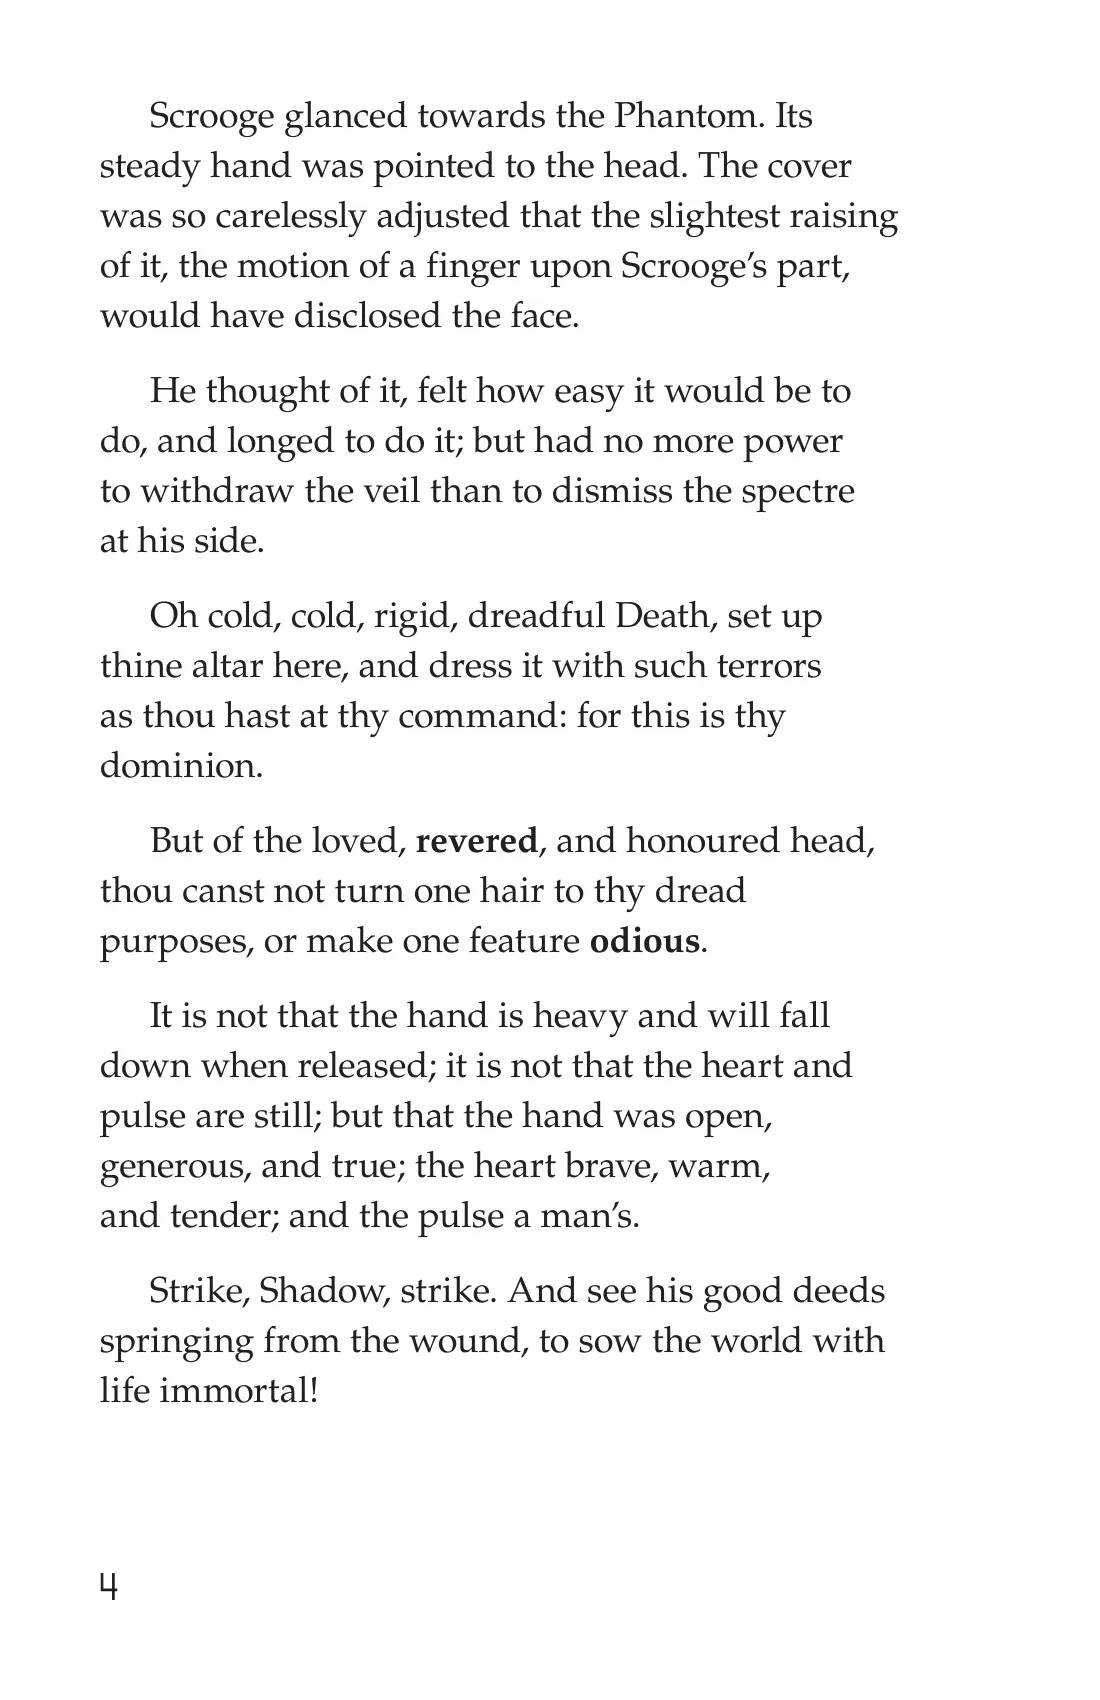 Scrooge glanced towards the Phantom. Its
steady hand was pointed to the head. The cover
was so carelessly adjusted that the slightest raising
of it, the motion of a finger upon Scrooge’s part,
would have disclosed the face.
He thought of it, felt how easy it would be to
do, and longed to do it; but had no more power
to withdraw the veil than to dismiss the spectre
at his side.
Oh cold, cold, rigid, dreadful Death, set up
thine altar here, and dress it with such terrors
as thou hast at thy command: for this is thy
dominion.
But of the loved, revered, and honoured head,
thou canst not turn one hair to thy dread
purposes, or make one feature odious.
It is not that the hand is heavy and will fall
down when released; it is not that the heart and
pulse are still; but that the hand was open,
generous, and true; the heart brave, warm,
and tender; and the pulse a man’s.
Strike, Shadow, strike. And see his good deeds
springing from the wound, to sow the world with
life immortal!
4